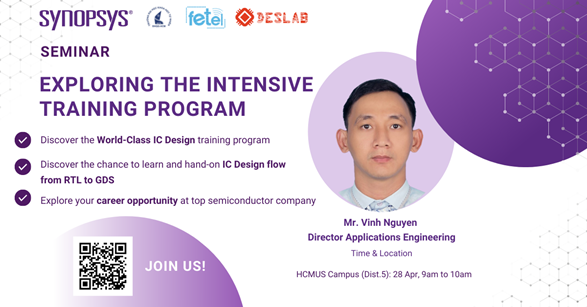 SYNOPSYS®
fetel
DESLAB
SEMINAR
EXPLORING THE INTENSIVE
TRAINING PROGRAM
Discover the World-Class IC Design training program
Discover the chance to learn and hand-on IC Design flow
from RTL to GDS
Explore your career opportunity at top semiconductor company
Mr. Vinh Nguyen
Director Applications Engineering
Time & Location
HCMUS Campus (Dist.5): 28 Apr, 9am to 10am
JOIN US!